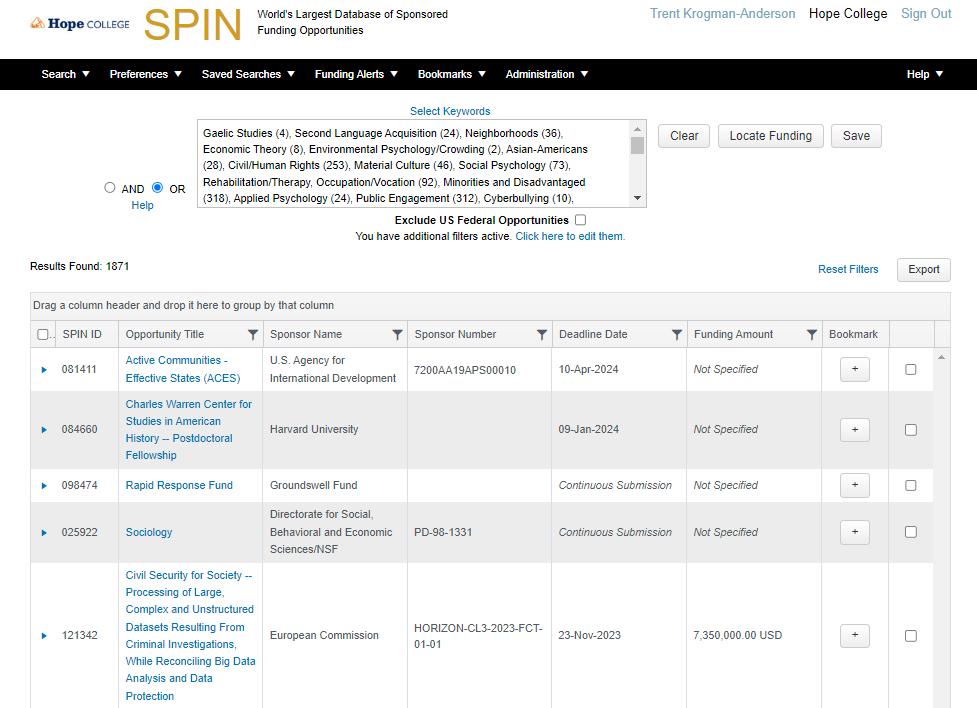 Hope COLLEGE
SPIN
World's Largest Database of Sponsored
Funding Opportunities
Trent Krogman-Anderson Hope College Sign Out
Search Preferences Saved Searches Funding Alerts Bookmarks Administration Help
Select Keywords
Gaelic Studies (4), Second Language Acquisition (24), Neighborhoods (36),
Economic Theory (8), Environmental Psychology/Crowding (2), Asian-Americans
(28), Civil/Human Rights (253), Material Culture (46), Social Psychology (73),
Rehabilitation/Therapy, Occupation/Vocation (92), Minorities and Disadvantaged
(318), Applied Psychology (24), Public Engagement (312), Cyberbullying (10),
Clear Locate Funding Save
AND OR
Help
Exclude US Federal Opportunities
You have additional filters active. Click here to edit them.
Results Found: 1871
Reset Filters Export
Drag a column header and drop it here to group by that column
SPIN ID Opportunity Title Sponsor Name Sponsor Number Deadline Date Funding Amount Bookmark
081411
Active Communities -
Effective States (ACES)
U.S. Agency for
International Development
7200AA19APS00010
10-Apr-2024
Not Specified
+
084660
Charles Warren Center for
Studies in American
History -- Postdoctoral
Fellowship
Harvard University
09-Jan-2024
Not Specified
+
098474
Rapid Response Fund
Groundswell Fund
Continuous Submission
Not Specified
+
025922
Sociology
Directorate for Social,
Behavioral and Economic
Sciences/NSF
PD-98-1331
Continuous Submission
Not Specified
+
121342
Civil Security for Society --
Processing of Large,
Complex and Unstructured
Datasets Resulting From
Criminal Investigations,
While Reconciling Big Data
Analysis and Data
Protection
European Commission
HORIZON-CL3-2023-FCT-
01-01
23-Nov-2023
7,350,000.00 USD
+